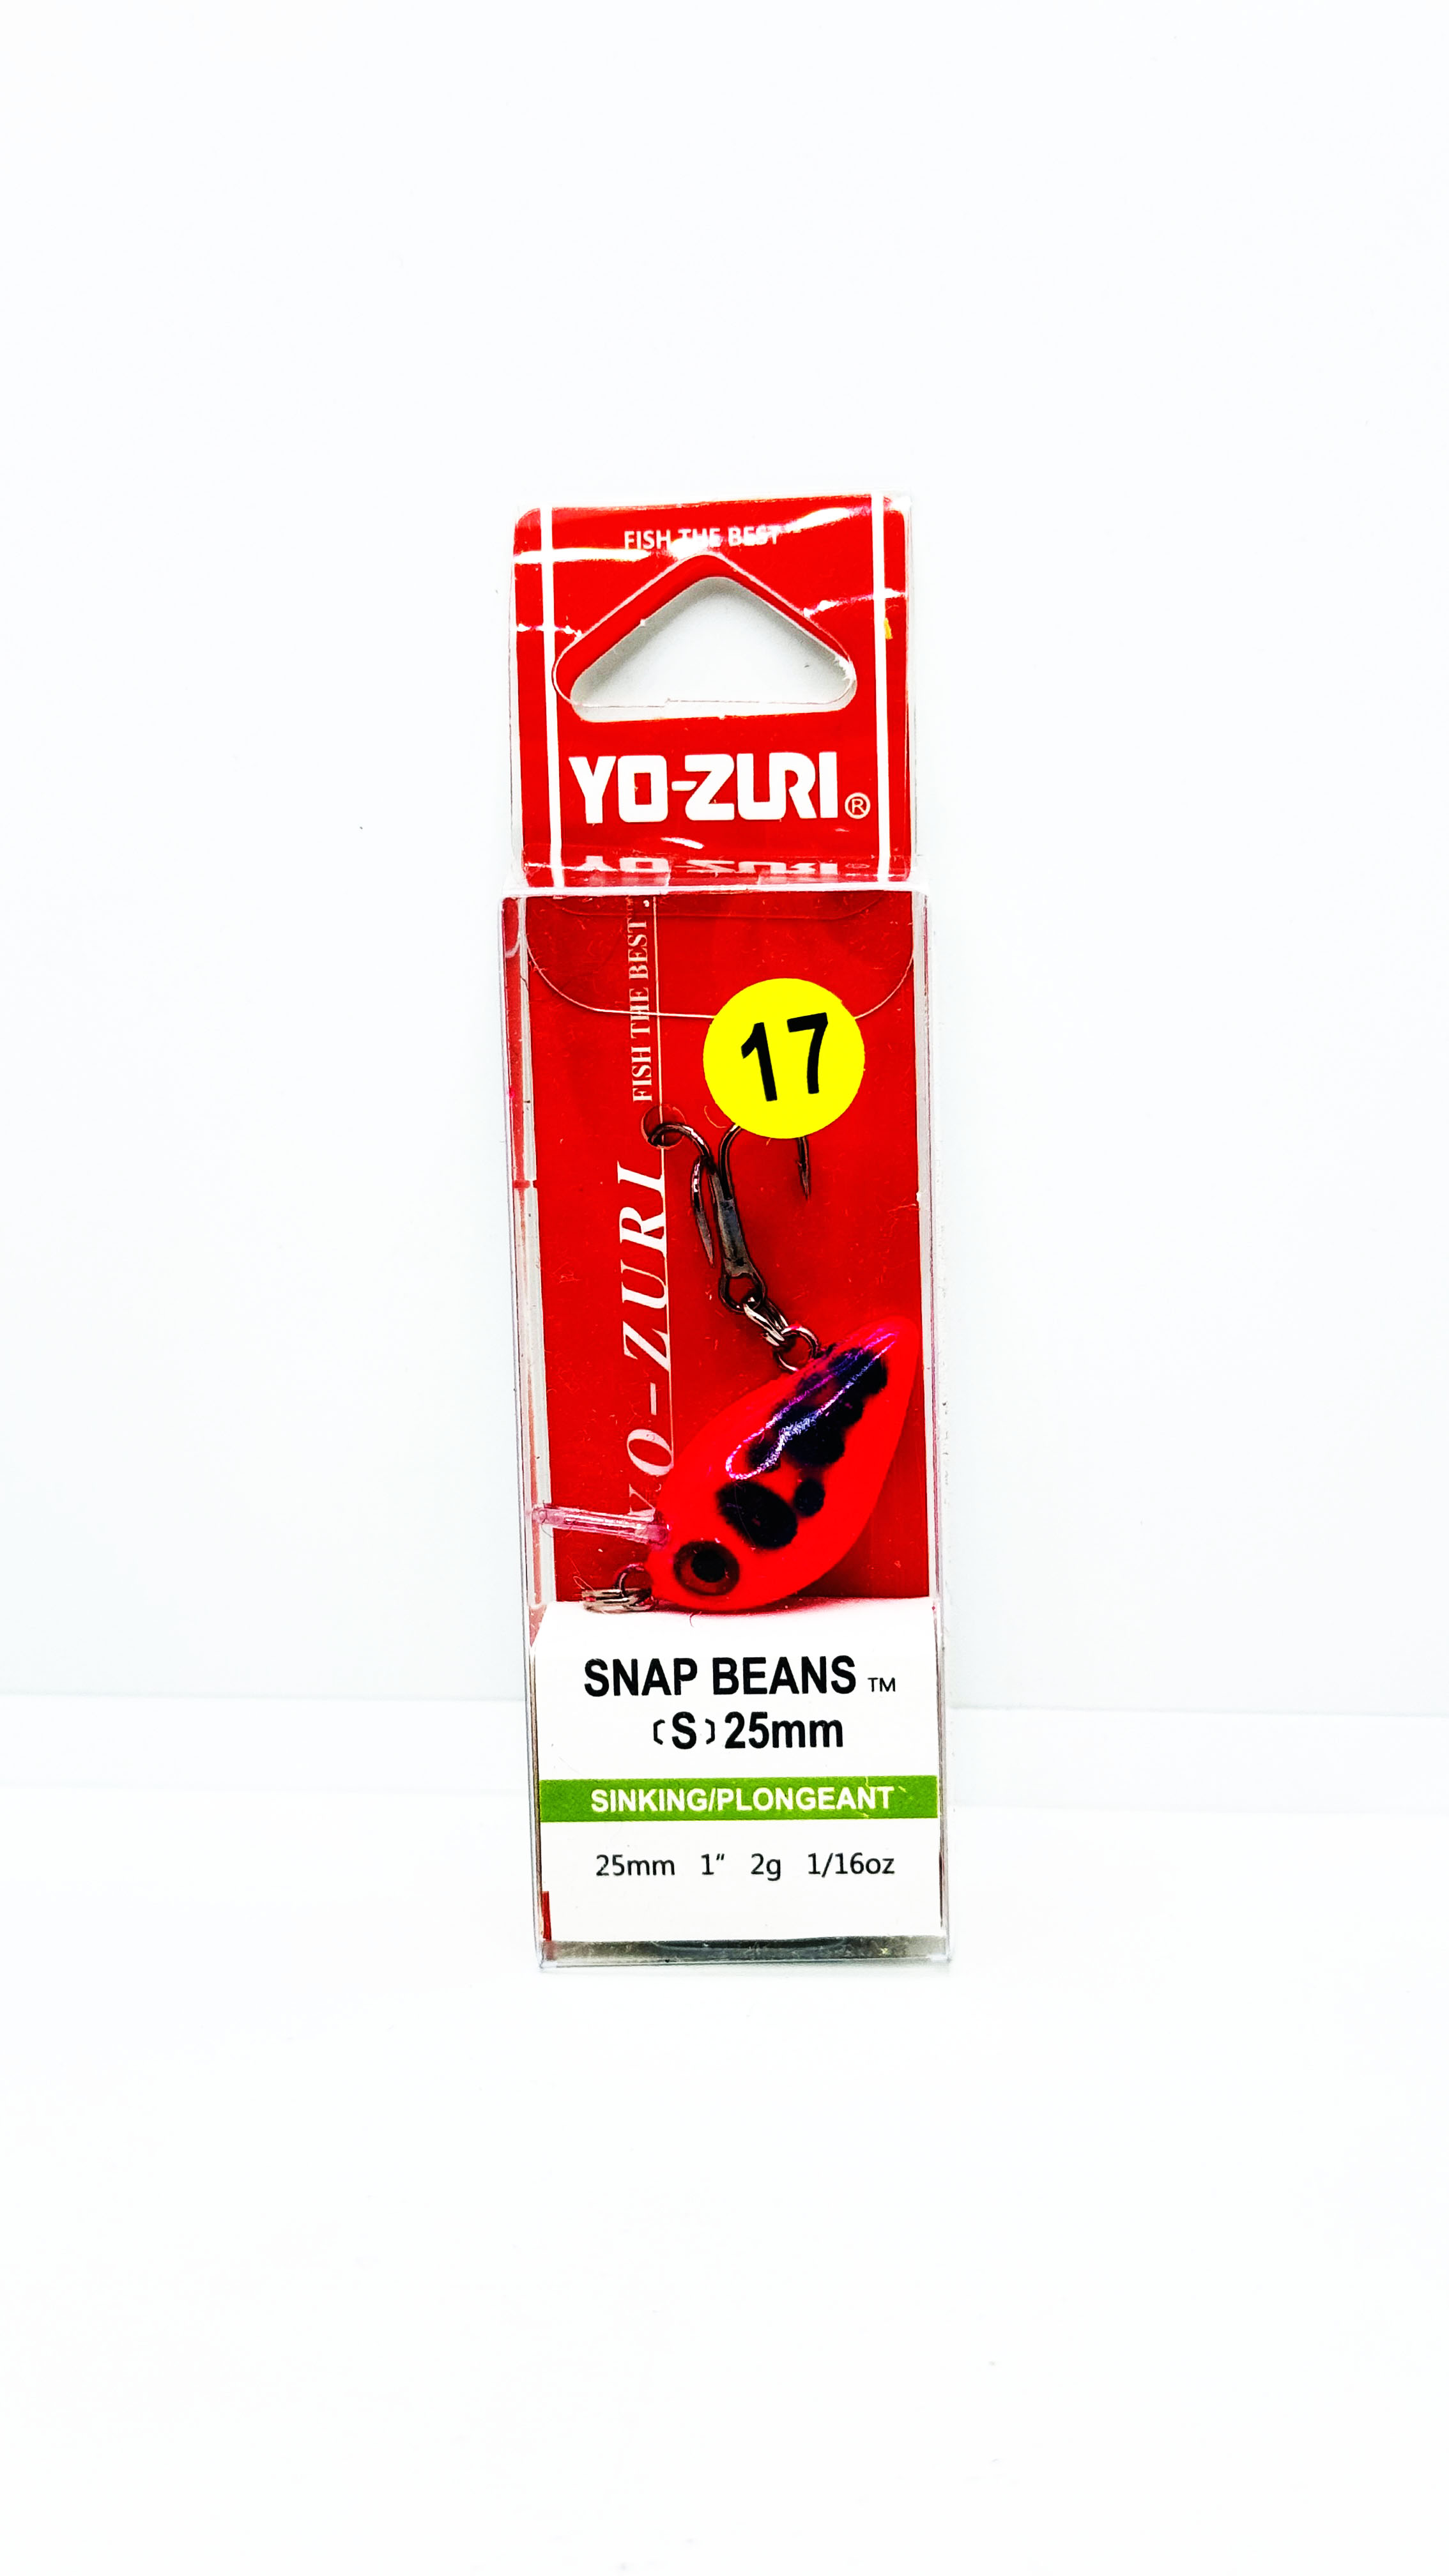 FISH THE BEST
YO-ZURI®
17
YO-ZURI FISH THE BEST
SNAP BEANS™
(S) 25mm
SINKING/PLONGEANT
25mm 1" 2g 1/16oz